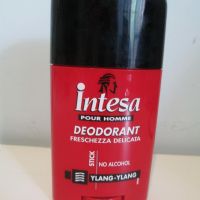 intesa
POUR HOMME
DEODORANT
FRESCHEZZA DELICATA
STICK
NO ALCOHOL
YLANG-YLANG